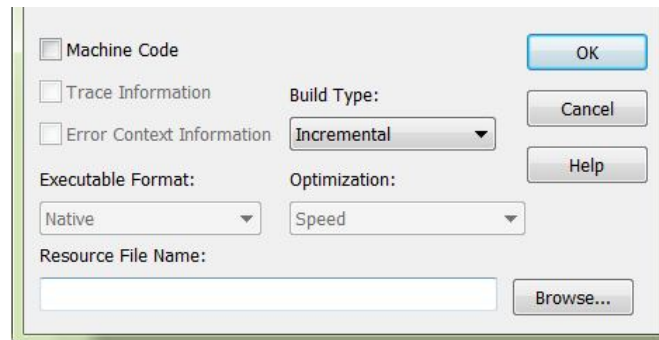 Machine Code
OK
Trace Information
Build Type:
Cancel
Error Context Information
Incremental
Help
Executable Format:
Optimization:
Native
Speed
Resource File Name:
Browse...